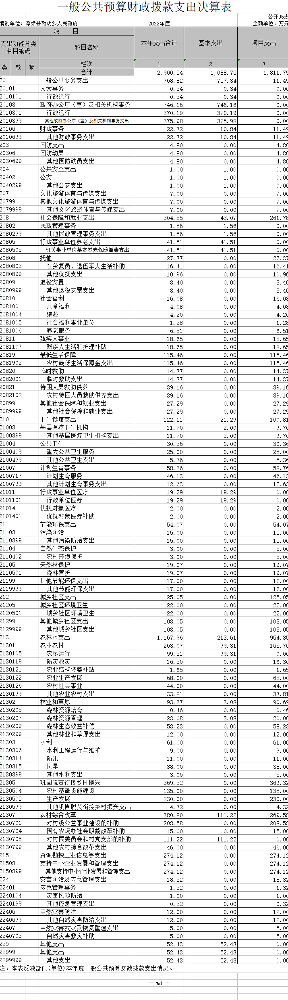 一般公共预算财政拨款支出决算表
公开05表
编制单位：浮梁县勒功乡人民政府 2022年度 金额单位：万元
项 目 本年支出合计 基本支出 项目支出
支出功能分类科目编码 科目名称
类 款 项 栏次 1 2 3
合计 2,900.54 1,088.75 1,811.79
201 一般公共服务支出 768.82 757.34 11.49
20101 人大事务 0.34 0.34 0.00
2010101 行政运行 0.34 0.34 0.00
20103 政府办公厅（室）及相关机构事务 746.16 746.16 0.00
2010301 行政运行 370.19 370.19 0.00
2010399 其他政府办公厅（室）及相关机构事务支出 375.98 375.98 0.00
20106 财政事务 22.32 10.84 11.49
2010699 其他财政事务支出 22.32 10.84 11.49
203 国防支出 4.80 0.00 4.80
20306 国防动员 4.80 0.00 4.80
2030699 其他国防动员支出 4.80 0.00 4.80
204 公共安全支出 1.00 1.00 0.00
20402 公安 1.00 1.00 0.00
2040299 其他公安支出 1.00 1.00 0.00
207 文化旅游体育与传媒支出 7.00 0.00 7.00
20799 其他文化旅游体育与传媒支出 7.00 0.00 7.00
2079999 其他文化旅游体育与传媒支出 7.00 0.00 7.00
208 社会保障和就业支出 304.85 43.07 261.78
20802 民政管理事务 1.56 1.56 0.00
2080299 其他民政管理事务支出 1.56 1.56 0.00
20805 行政事业单位养老支出 41.51 41.51 0.00
2080505 机关事业单位基本养老保险缴费支出 41.51 41.51 0.00
20808 抚恤 27.37 0.00 27.37
2080803 在乡复员、退伍军人生活补助 16.41 0.00 16.41
2080899 其他优抚支出 10.96 0.00 10.96
20809 退役安置 3.40 0.00 3.40
2080999 其他退役安置支出 3.40 0.00 3.40
20810 社会福利 16.08 0.00 16.08
2081001 儿童福利 4.08 0.00 4.08
2081004 殡葬 4.20 0.00 4.20
2081005 社会福利事业单位 1.28 0.00 1.28
2081006 养老服务 6.51 0.00 6.51
20811 残疾人事业 18.65 0.00 18.65
2081107 残疾人生活和护理补贴 18.65 0.00 18.65
20819 最低生活保障 115.46 0.00 115.46
2081902 农村最低生活保障金支出 115.46 0.00 115.46
20820 临时救助 14.37 0.00 14.37
2082001 临时救助支出 14.37 0.00 14.37
20821 特困人员救助供养 39.16 0.00 39.16
2082102 农村特困人员救助供养支出 39.16 0.00 39.16
20899 其他社会保障和就业支出 27.29 0.00 27.29
2089999 其他社会保障和就业支出 27.29 0.00 27.29
210 卫生健康支出 122.11 21.29 100.81
21003 基层医疗卫生机构 11.70 2.00 9.70
2100399 其他基层医疗卫生机构支出 11.70 2.00 9.70
21004 公共卫生 30.36 0.00 30.36
2100409 重大公共卫生服务 25.00 0.00 25.00
2100499 其他公共卫生支出 5.36 0.00 5.36
21007 计划生育事务 58.76 0.00 58.76
2100717 计划生育服务 46.13 0.00 46.13
2100799 其他计划生育事务支出 12.63 0.00 12.63
21011 行政事业单位医疗 19.29 19.29 0.00
2101101 行政单位医疗 19.29 19.29 0.00
21014 优抚对象医疗 2.00 0.00 2.00
2101401 优抚对象医疗补助 2.00 0.00 2.00
211 节能环保支出 54.07 0.00 54.07
21103 污染防治 15.00 0.00 15.00
2110399 其他污染防治支出 15.00 0.00 15.00
21104 自然生态保护 3.00 0.00 3.00
2110402 农村环境保护 3.00 0.00 3.00
21105 天然林保护 19.07 0.00 19.07
2110501 森林管护 19.07 0.00 19.07
21199 其他节能环保支出 17.00 0.00 17.00
2119999 其他节能环保支出 17.00 0.00 17.00
212 城乡社区支出 125.05 0.00 125.05
21205 城乡社区环境卫生 22.00 0.00 22.00
2120501 城乡社区环境卫生 22.00 0.00 22.00
21299 其他城乡社区支出 103.05 0.00 103.05
2129999 其他城乡社区支出 103.05 0.00 103.05
213 农林水支出 1,167.96 213.61 954.35
21301 农业农村 263.07 99.31 163.76
2130105 农垦运行 99.31 99.31 0.00
2130119 防灾救灾 16.30 0.00 16.30
2130121 农业结构调整补贴 1.65 0.00 1.65
2130122 农业生产发展 68.00 0.00 68.00
2130126 农村社会事业 44.00 0.00 44.00
2130199 其他农业农村支出 33.81 0.00 33.81
21302 林业和草原 93.77 3.08 90.69
2130205 森林资源培育 0.46 0.00 0.46
2130207 森林资源管理 23.08 3.08 20.00
2130209 森林生态效益补偿 58.23 0.00 58.23
2130299 其他林业和草原支出 12.00 0.00 12.00
21303 水利 61.00 0.00 61.00
2130306 水利工程运行与维护 9.00 0.00 9.00
2130314 防汛 11.00 0.00 11.00
2130315 抗旱 38.00 0.00 38.00
2130399 其他水利支出 3.00 0.00 3.00
21305 巩固脱贫衔接乡村振兴 369.32 0.00 369.32
2130504 农村基础设施建设 135.00 0.00 135.00
2130505 生产发展 230.00 0.00 230.00
2130599 其他巩固脱贫衔接乡村振兴支出 4.32 0.00 4.32
21307 农村综合改革 380.80 111.22 269.58
2130701 对村级公益事业建设的补助 208.58 0.00 208.58
2130704 国有农场办社会职能改革补助 15.00 0.00 15.00
2130705 对村民委员会和村党支部的补助 111.22 111.22 0.00
2130799 其他农村综合改革支出 46.00 0.00 46.00
215 资源勘探工业信息等支出 274.12 0.00 274.12
21508 支持中小企业发展和管理支出 274.12 0.00 274.12
2150899 其他支持中小企业发展和管理支出 274.12 0.00 274.12
224 灾害防治及应急管理支出 18.32 0.00 18.32
22401 应急管理事务 1.32 0.00 1.32
2240104 灾害风险防治 1.00 0.00 1.00
2240199 其他应急管理支出 0.32 0.00 0.32
22406 自然灾害防治 12.00 0.00 12.00
2240699 其他自然灾害防治支出 12.00 0.00 12.00
22407 自然灾害救灾及恢复重建支出 5.00 0.00 5.00
2240703 自然灾害救灾补助 5.00 0.00 5.00
229 其他支出 52.43 52.43 0.00
22999 其他支出 52.43 52.43 0.00
2299999 其他支出 52.43 52.43 0.00
注：本表反映部门(单位)本年度一般公共预算财政拨款支出情况。
— %d —